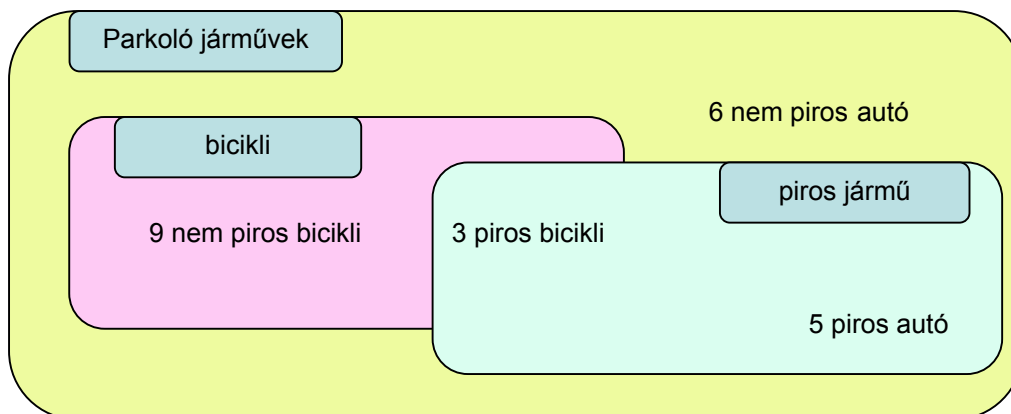 Parkoló járművek
6 nem piros autó
bicikli
piros jármű
9 nem piros bicikli
3 piros bicikli
5 piros autó